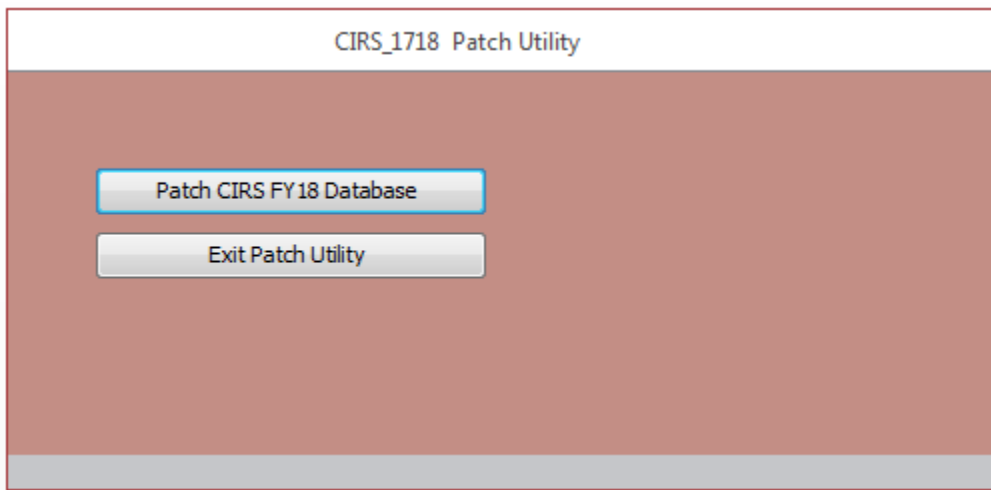 CIRS_1718 Patch Utility
Patch CIRS FY18 Database
Exit Patch Utility